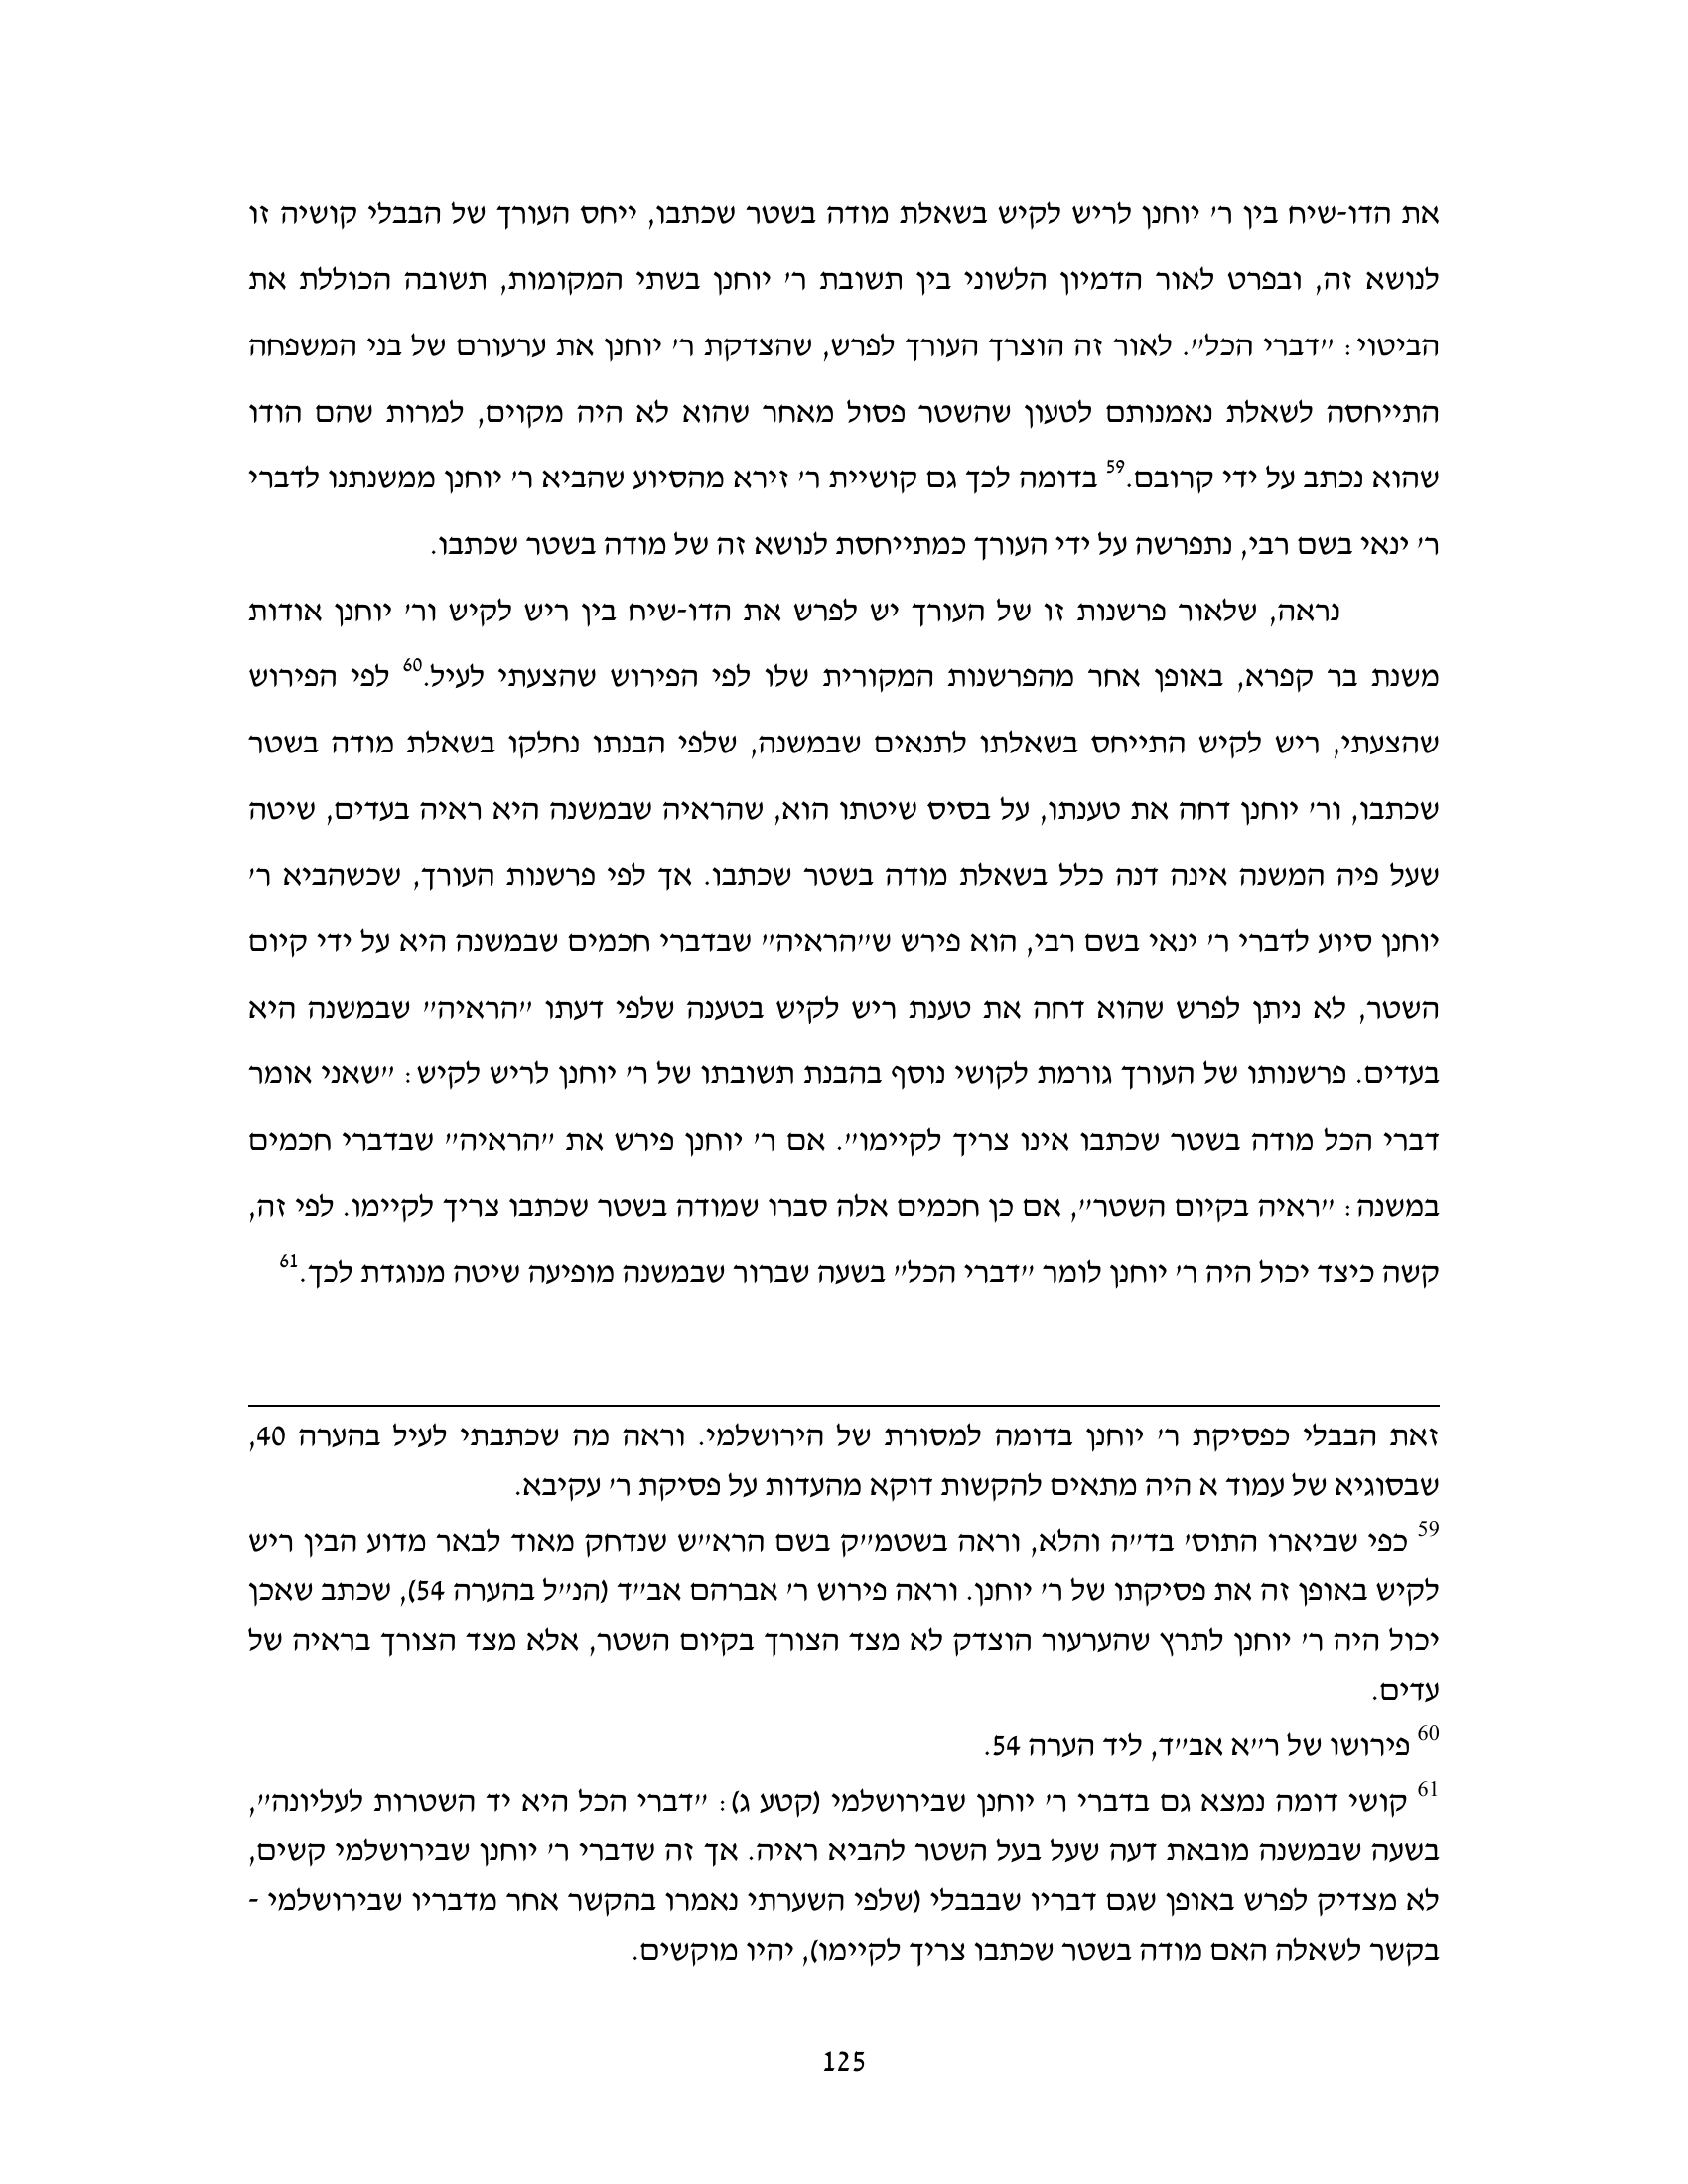 את הדו-שיח בין ר׳ יוחנן לריש לקיש בשאלת מודה בשטר שכתבו, ייחס העורך של הבבלי קושיה זו
לנושא זה, ובפרט לאור הדמיון הלשוני בין תשובת ר׳ יוחנן בשתי המקומות, תשובה הכוללת את
הביטוי: ״דברי הכל״. לאור זה הוצרך העורך לפרש, שהצדקת ר׳ יוחנן את ערעורם של בני המשפחה
התייחסה לשאלת נאמנותם לטעון שהשטר פסול מאחר שהוא לא היה מקוים, למרות שהם הודו
שהוא נכתב על ידי קרובם.59 בדומה לכך גם קושיית ר׳ זירא מהסיוע שהביא ר׳ יוחנן ממשנתנו לדברי
ר׳ ינאי בשם רבי, נתפרשה על ידי העורך כמתייחסת לנושא זה של מודה בשטר שכתבו.
נראה, שלאור פרשנות זו של העורך יש לפרש את הדו-שיח בין ריש לקיש ור׳ יוחנן אודות
משנת בר קפרא, באופן אחר מהפרשנות המקורית שלו לפי הפירוש שהצעתי לעיל.60 לפי הפירוש
שהצעתי, ריש לקיש התייחס בשאלתו לתנאים שבמשנה, שלפי הבנתו נחלקו בשאלת מודה בשטר
שכתבו, ור׳ יוחנן דחה את טענתו, על בסיס שיטתו הוא, שהראיה שבמשנה היא ראיה בעדים, שיטה
שעל פיה המשנה אינה דנה כלל בשאלת מודה בשטר שכתבו. אך לפי פרשנות העורך, שכשהביא ר׳
יוחנן סיוע לדברי ר׳ ינאי בשם רבי, הוא פירש ש״הראיה״ שבדברי חכמים שבמשנה היא על ידי קיום
השטר, לא ניתן לפרש שהוא דחה את טענת ריש לקיש בטענה שלפי דעתו ״הראיה״ שבמשנה היא
בעדים. פרשנותו של העורך גורמת לקושי נוסף בהבנת תשובתו של ר׳ יוחנן לריש לקיש: ״שאני אומר
דברי הכל מודה בשטר שכתבו אינו צריך לקיימו״. אם ר׳ יוחנן פירש את ״הראיה״ שבדברי חכמים
במשנה: ״ראיה בקיום השטר״, אם כן חכמים אלה סברו שמודה בשטר שכתבו צריך לקיימו. לפי זה,
קשה כיצד יכול היה ר׳ יוחנן לומר ״דברי הכל״ בשעה שברור שבמשנה מופיעה שיטה מנוגדת לכך.61
זאת הבבלי כפסיקת ר׳ יוחנן בדומה למסורת של הירושלמי. וראה מה שכתבתי לעיל בהערה 40,
שבסוגיא של עמוד א היה מתאים להקשות דוקא מהעדות על פסיקת ר׳ עקיבא.
59 כפי שביארו התוס׳ בד״ה והלא, וראה בשטמ״ק בשם הרא״ש שנדחק מאוד לבאר מדוע הבין ריש
לקיש באופן זה את פסיקתו של ר׳ יוחנן. וראה פירוש ר׳ אברהם אב״ד (הנ״ל בהערה 54), שכתב שאכן
יכול היה ר׳ יוחנן לתרץ שהערעור הוצדק לא מצד הצורך בקיום השטר, אלא מצד הצורך בראיה של
עדים.
60 פירושו של ר״א אב״ד, ליד הערה 54.
61 קושי דומה נמצא גם בדברי ר׳ יוחנן שבירושלמי (קטע ג): ״דברי הכל היא יד השטרות לעליונה״,
בשעה שבמשנה מובאת דעה שעל בעל השטר להביא ראיה. אך זה שדברי ר׳ יוחנן שבירושלמי קשים,
לא מצדיק לפרש באופן שגם דבריו שבבבלי (שלפי השערתי נאמרו בהקשר אחר מדבריו שבירושלמי -
בקשר לשאלה האם מודה בשטר שכתבו צריך לקיימו), יהיו מוקשים.
125